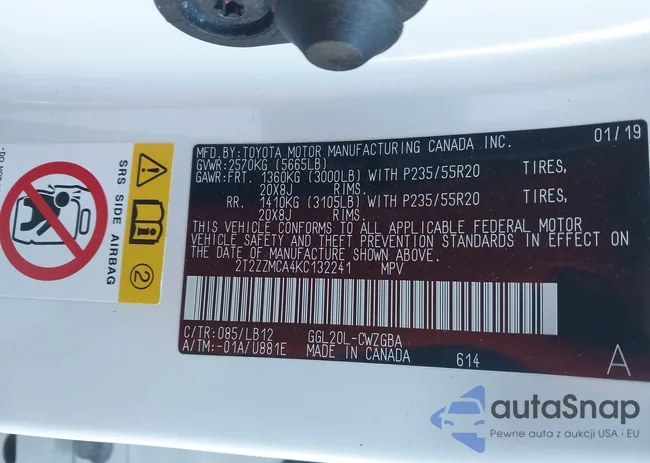 MFD.BY:TOYOTA MOTOR MANUFACTURING CANADA INC. 01/19
GVWR:2570KG (5665LB)
GAWR:FRT. 1360KG (3000LB) WITH P235/55R20 TIRES,
20X8J RIMS.
RR. 1410KG (3105LB) WITH P235/55R20 TIRES,
20X8J RIMS.
THIS VEHICLE CONFORMS TO ALL APPLICABLE FEDERAL MOTOR
VEHICLE SAFETY AND THEFT PREVENTION STANDARDS IN EFFECT ON
THE DATE OF MANUFACTURE SHOWN ABOVE.
2T2ZZMCA4KC132241 MPV
C/TR:085/LB12 GGL20L-CWZGBA
A/TM:-01A/U881E MADE IN CANADA 614 A
SRS SIDE AIRBAG
2
autaSnap
Pewne auta z aukcji USA i EU